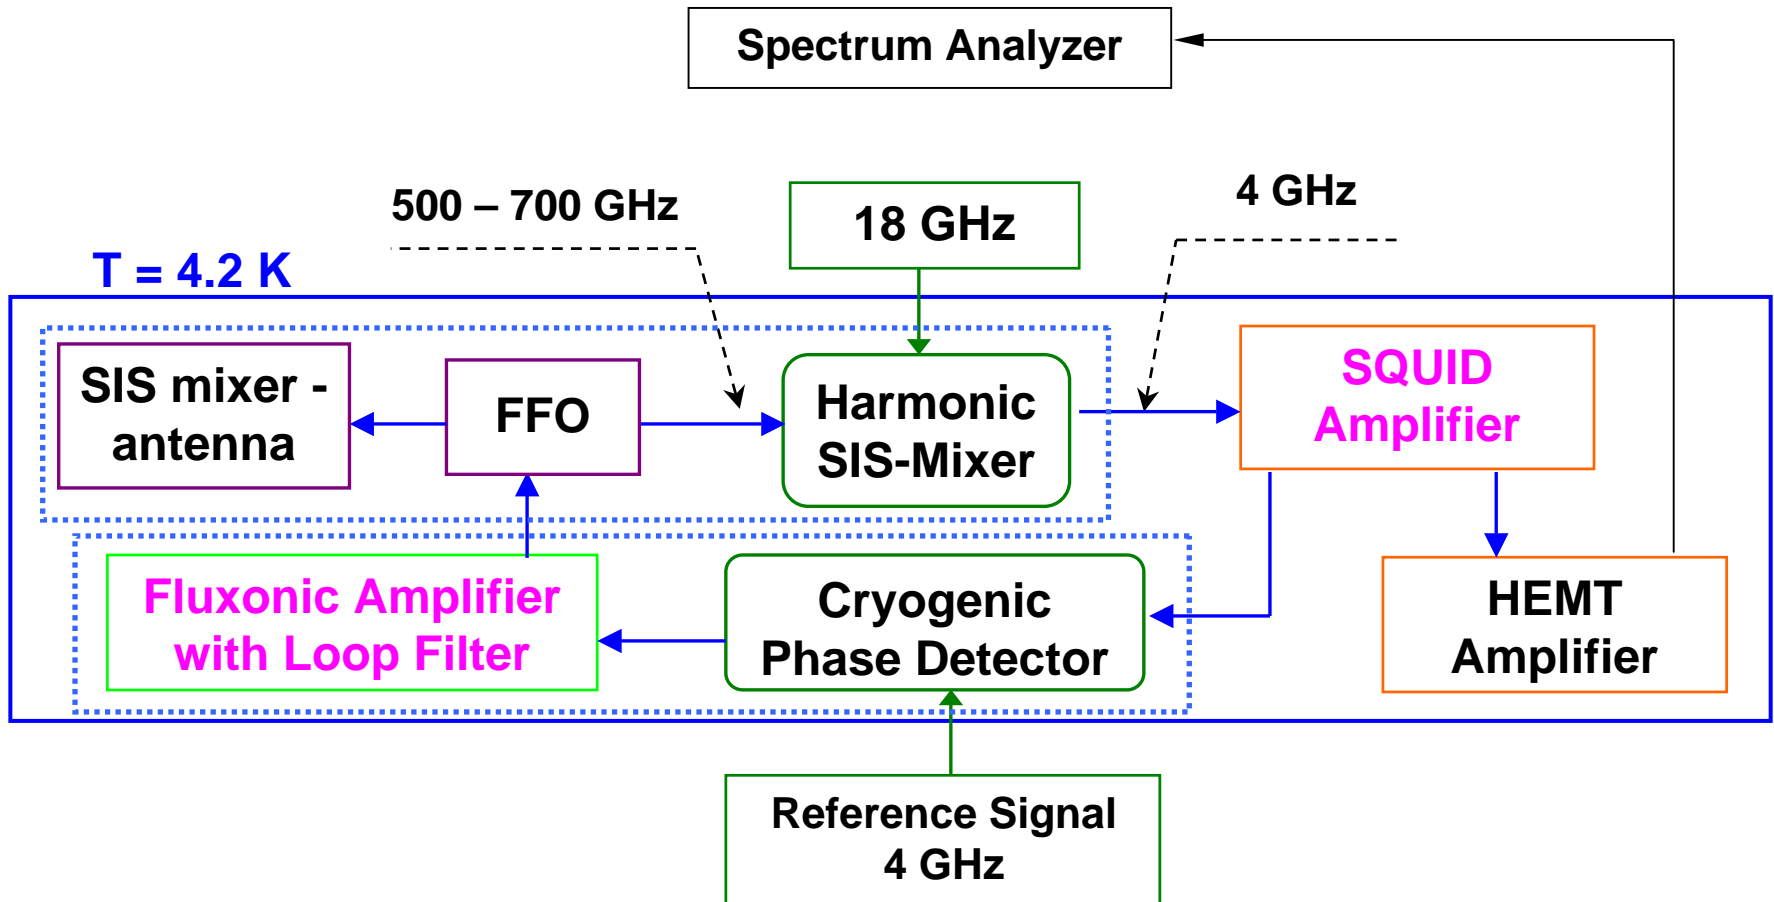 Spectrum Analyzer
500 – 700 GHz
18 GHz
4 GHz
T = 4.2 K
SIS mixer -
antenna
FFO
Harmonic
SIS-Mixer
SQUID
Amplifier
Fluxonic Amplifier
with Loop Filter
Cryogenic
Phase Detector
HEMT
Amplifier
Reference Signal
4 GHz